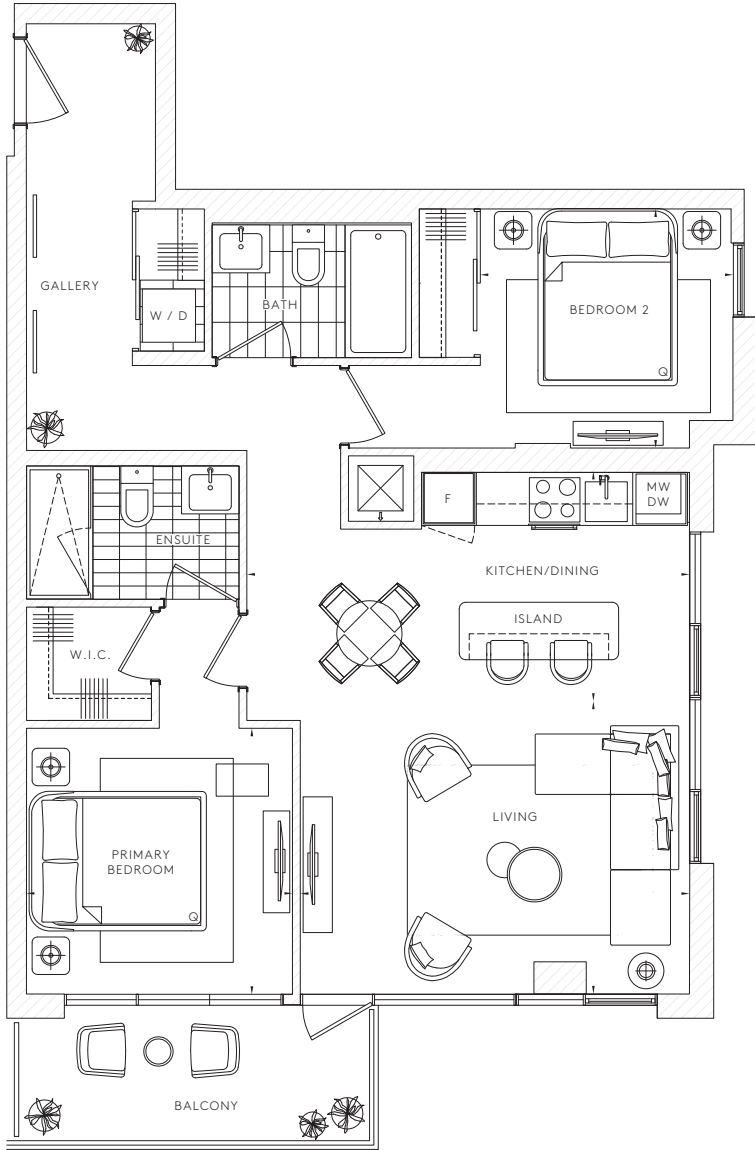 GALLERY
W / D
BATH
BEDROOM 2
Q
F
MW
DW
ENSUITE
KITCHEN/DINING
ISLAND
W.I.C.
LIVING
PRIMARY
BEDROOM
Q
BALCONY